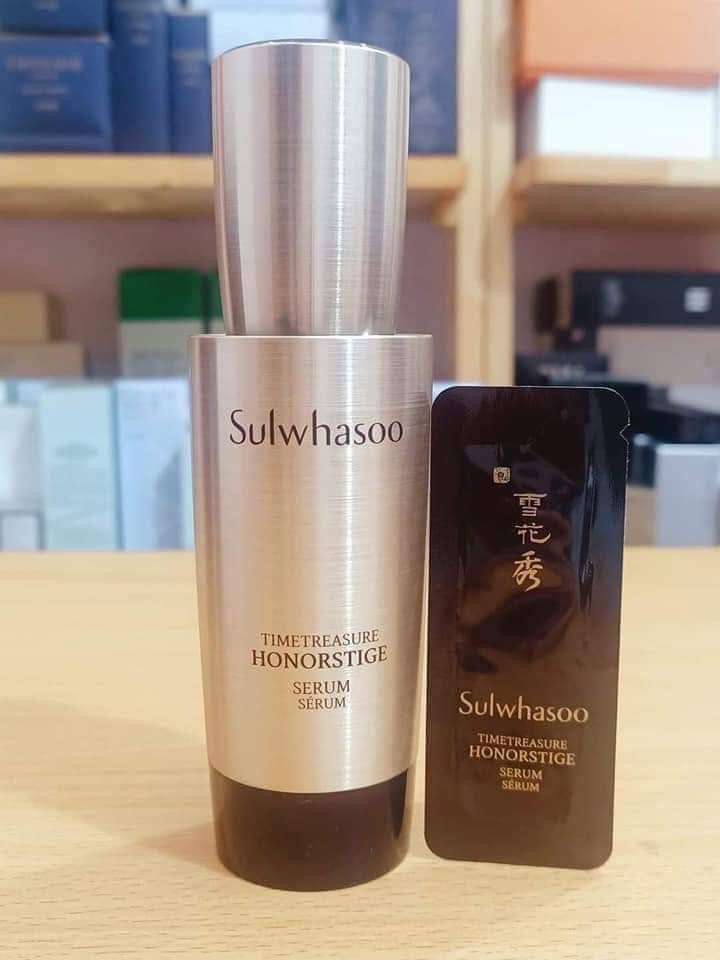 Sulwhasoo
TIMETREASURE
HONORSTIGE
SERUM
SÉRUM
雪花秀
Sulwhasoo
TIMETREASURE
HONORSTIGE
SERUM
SÉRUM